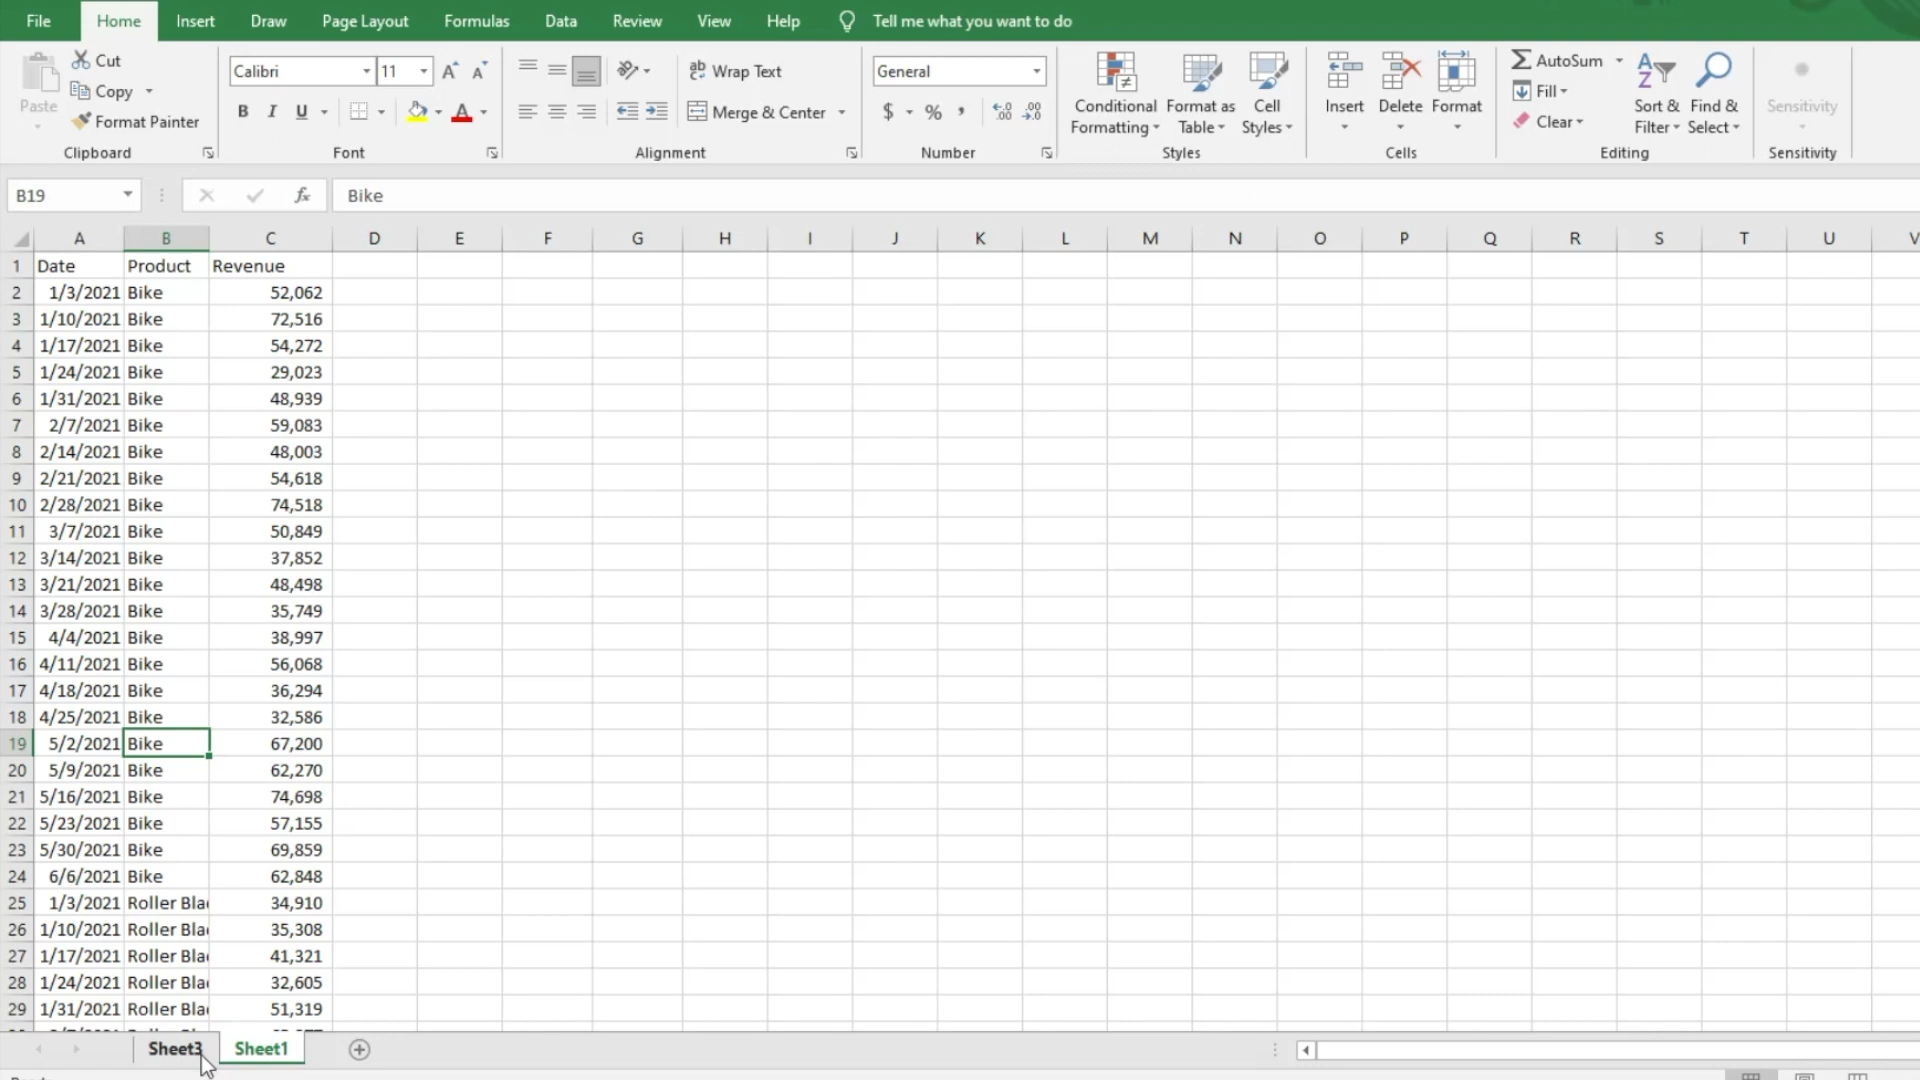 File Home Insert Draw Page Layout Formulas Data Review View Help Tell me what you want to do
Paste
Cut
Copy
Format Painter
Clipboard
Calibri 11
B I U
Font
Wrap Text
Merge & Center
Alignment
General
$ % ,
Number
Conditional Formatting
Format as Table
Cell Styles
Styles
Insert Delete Format
Cells
AutoSum
Fill
Clear
Sort & Filter
Find & Select
Editing
Sensitivity
Sensitivity
B19 fx Bike
A B C D E F G H I J K L M N O P Q R S T U V
1 Date Product Revenue
2 1/3/2021 Bike 52,062
3 1/10/2021 Bike 72,516
4 1/17/2021 Bike 54,272
5 1/24/2021 Bike 29,023
6 1/31/2021 Bike 48,939
7 2/7/2021 Bike 59,083
8 2/14/2021 Bike 48,003
9 2/21/2021 Bike 54,618
10 2/28/2021 Bike 74,518
11 3/7/2021 Bike 50,849
12 3/14/2021 Bike 37,852
13 3/21/2021 Bike 48,498
14 3/28/2021 Bike 35,749
15 4/4/2021 Bike 38,997
16 4/11/2021 Bike 56,068
17 4/18/2021 Bike 36,294
18 4/25/2021 Bike 32,586
19 5/2/2021 Bike 67,200
20 5/9/2021 Bike 62,270
21 5/16/2021 Bike 74,698
22 5/23/2021 Bike 57,155
23 5/30/2021 Bike 69,859
24 6/6/2021 Bike 62,848
25 1/3/2021 Roller Bla 34,910
26 1/10/2021 Roller Bla 35,308
27 1/17/2021 Roller Bla 41,321
28 1/24/2021 Roller Bla 32,605
29 1/31/2021 Roller Bla 51,319
Sheet3 Sheet1